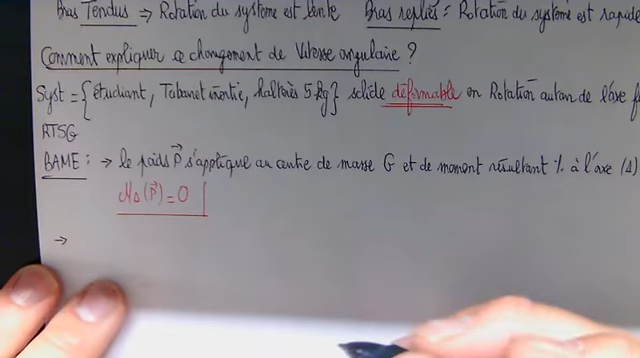 Bras Tendus => Rotation du système est lente Bras repliés : Rotation du système est rapide
Comment expliquer ce changement de Vitesse angulaire ?
Syst = { étudiant, Tabouret inertie, haltères 5 kg } solide déformable en Rotation autour de l'axe
RTSG
BAME : → le poids P⃗ s'applique au centre de masse G et de moment résultant % à l'axe (Δ)
M Δ (P⃗) = 0
→